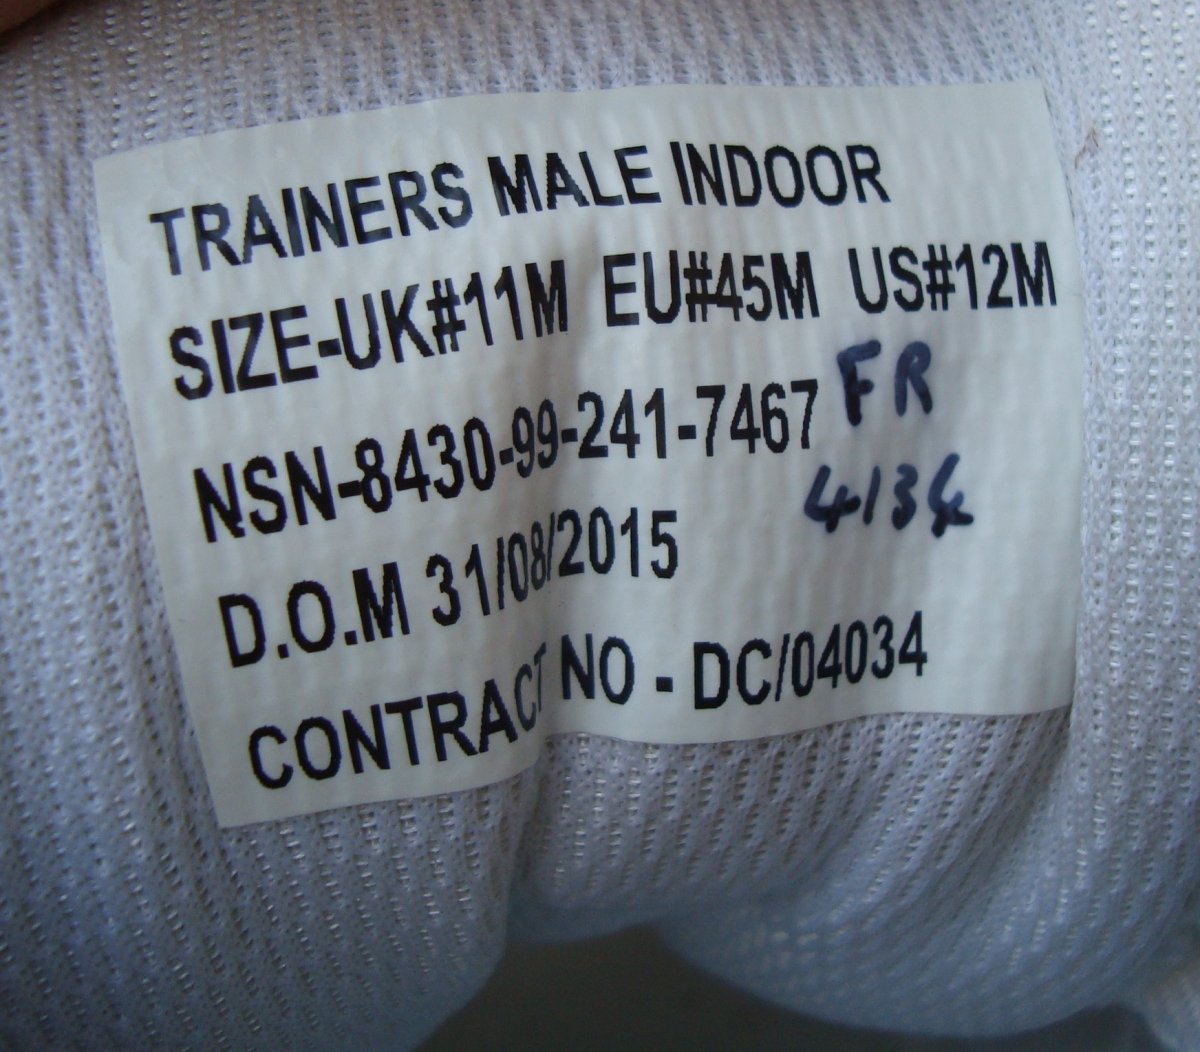 TRAINERS MALE INDOOR
SIZE-UK#11M EU#45M US#12M
FR
NSN-8430-99-241-7467
4134
D.O.M 31/08/2015
CONTRACT NO - DC/04034